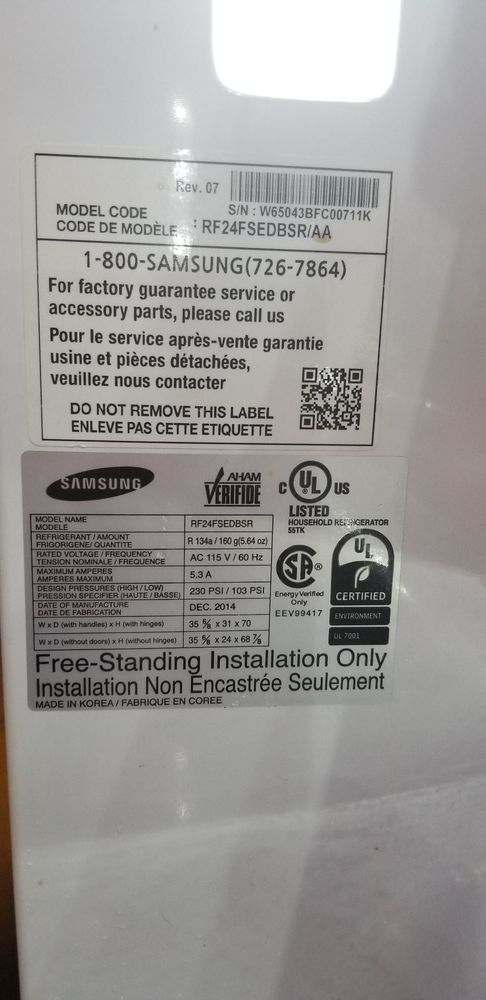 Rev. 07
S/N : W65043BFC00711K
MODEL CODE
CODE DE MODÈLE : RF24FSEDBSR/AA
1-800-SAMSUNG(726-7864)
For factory guarantee service or
accessory parts, please call us
Pour le service après-vente garantie
usine et pièces détachées,
veuillez nous contacter
DO NOT REMOVE THIS LABEL
ENLEVE PAS CETTE ETIQUETTE
SAMSUNG
AHAM
VERIFIDE
C UL US
LISTED
HOUSEHOLD REFRIGERATOR
55TK
MODEL NAME
MODELE
RF24FSEDBSR
REFRIGERANT / AMOUNT
FRIGORIGENE/ QUANTITE
R 134a / 160 g(5.64 oz)
RATED VOLTAGE / FREQUENCY
TENSION NOMINALE / FREQUENCE
AC 115 V / 60 Hz
MAXIMUM AMPERES
AMPERES MAXIMUM
5.3 A
DESIGN PRESSURES (HIGH / LOW)
PRESSION SPECIFIER (HAUTE / BASSE)
230 PSI / 103 PSI
DATE OF MANUFACTURE
DATE DE FABRICATION
DEC. 2014
W x D (with handles) x H (with hinges)
35 5/8 x 31 x 70
W x D (without doors) x H (without hinges)
35 5/8 x 24 x 68 7/8
SA ®
Energy Verified
Only
EEV99417
UL
CERTIFIED
ENVIRONMENT
UL 7001
Free-Standing Installation Only
Installation Non Encastrée Seulement
MADE IN KOREA / FABRIQUE EN COREE